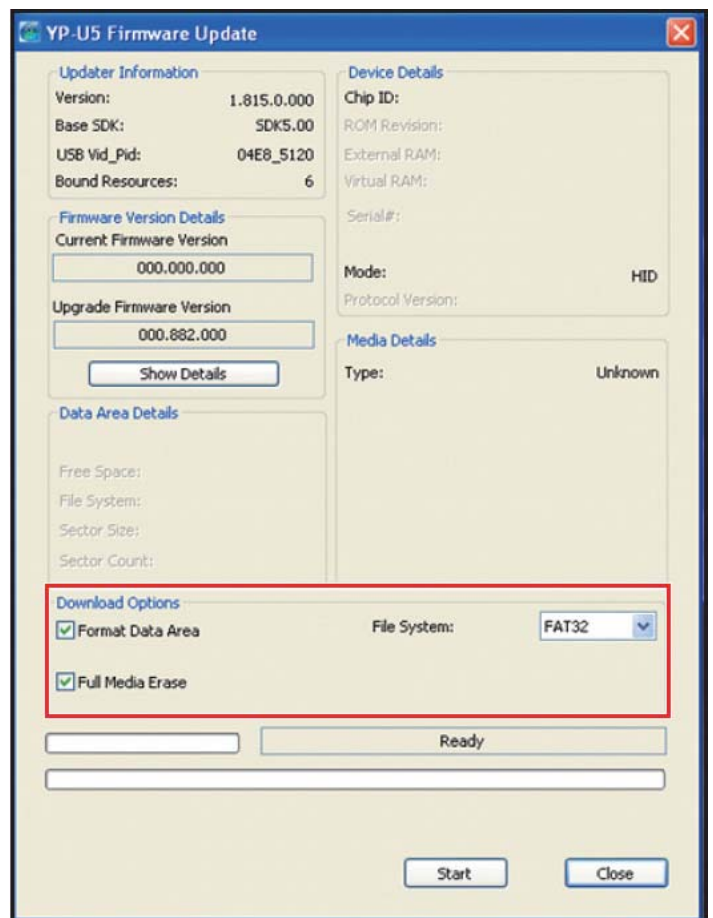 YP-U5 Firmware Update
Updater Information
Version: 1.815.0.000
Base SDK: SDK5.00
USB Vid_Pid: 04E8_5120
Bound Resources: 6
Firmware Version Details
Current Firmware Version
000.000.000
Upgrade Firmware Version
000.882.000
Show Details
Data Area Details
Free Space:
File System:
Sector Size:
Sector Count:
Device Details
Chip ID:
ROM Revision:
External RAM:
Virtual RAM:
Serial#:
Mode: HID
Protocol Version:
Media Details
Type: Unknown
Download Options
Format Data Area
File System: FAT32
Full Media Erase
Ready
Start
Close